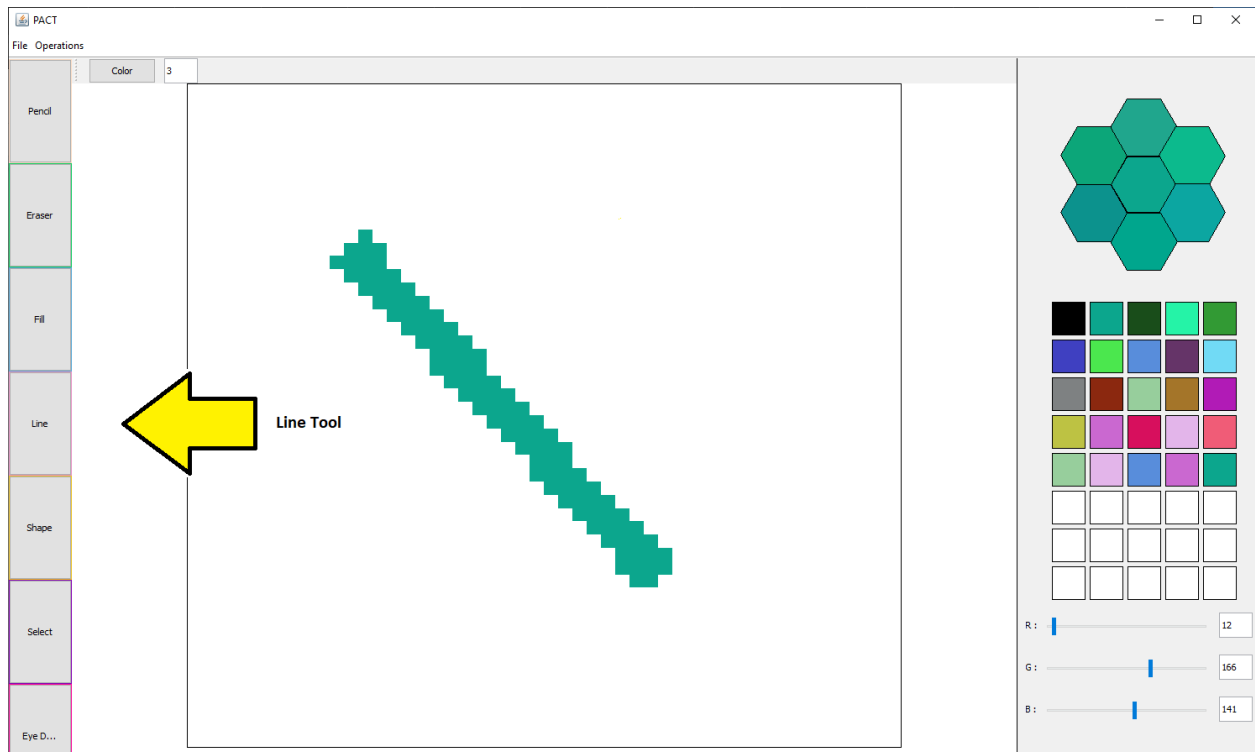 PACT
File Operations
Color 3
Pencil
Eraser
Fill
Line
Line Tool
Shape
Select
Eye D...
R : 12
G : 166
B : 141